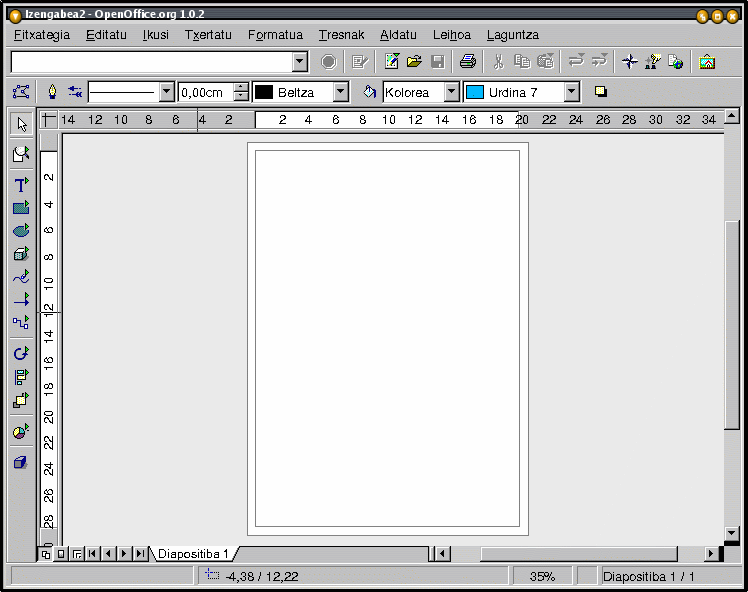 Izengabea2 - OpenOffice.org 1.0.2
Fitxategia Editatu Ikusi Txertatu Formatua Tresnak Aldatu Leihoa Laguntza
0,00cm Beltza Kolorea Urdina 7
14 12 10 8 6 4 2 2 4 6 8 10 12 14 16 18 20 22 24 26 28 30 32 34
2
4
6
8
10
12
14
16
18
20
22
24
26
28
Diapositiba 1
-4,38 / 12,22 35% Diapositiba 1 / 1